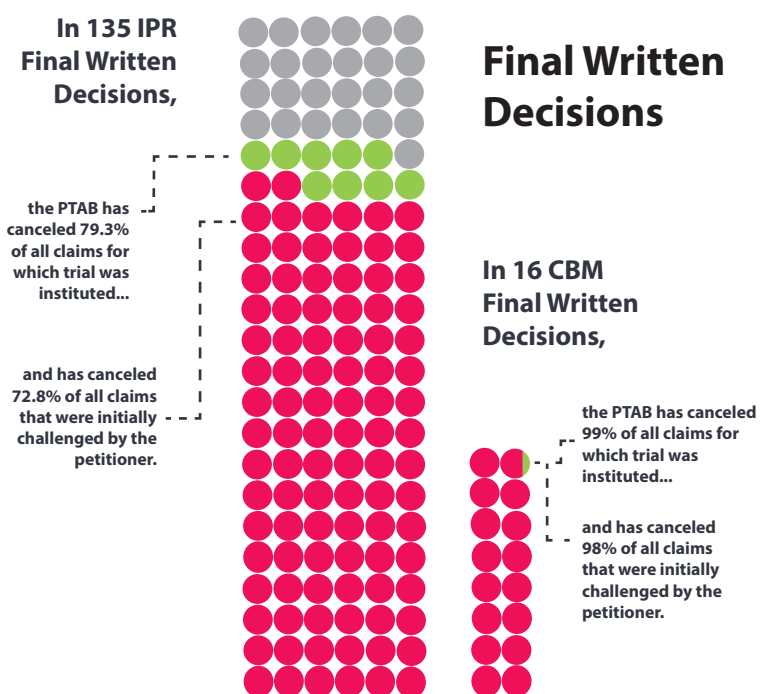 In 135 IPR
Final Written
Decisions,
the PTAB has
canceled 79.3%
of all claims for
which trial was
instituted...
and has canceled
72.8% of all claims
that were initially
challenged by the
petitioner.
Final Written
Decisions
In 16 CBM
Final Written
Decisions,
the PTAB has canceled
99% of all claims for
which trial was
instituted...
and has canceled
98% of all claims
that were initially
challenged by the
petitioner.